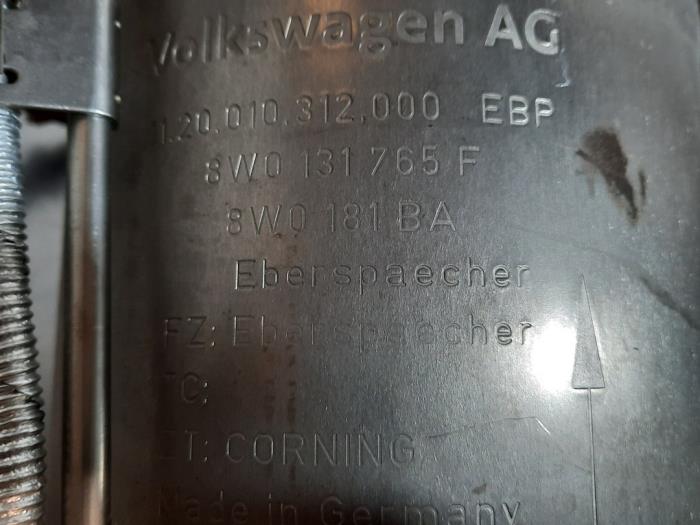 Volkswagen AG
1.20.010.312.000 EBP
8W0 131 765 F
8W0 181 BA
Eberspaecher
FZ: Eberspaecher
TC:
ET: CORNING
Made in Germany